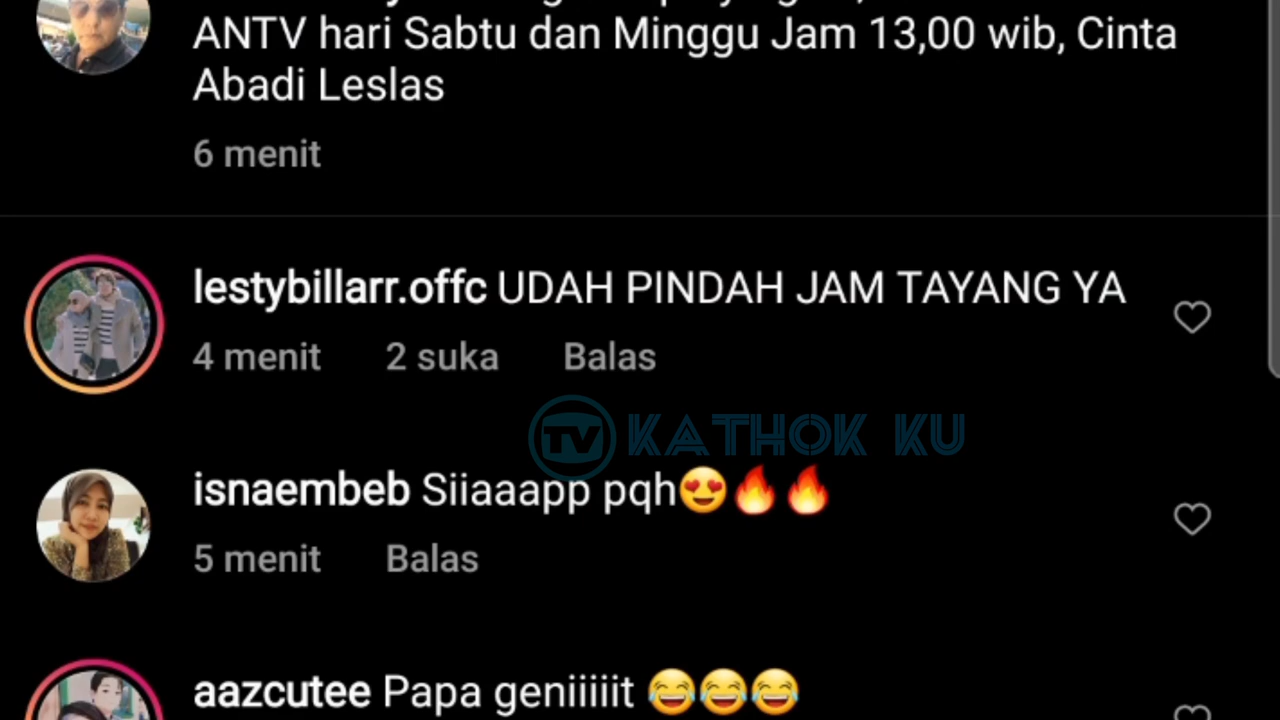 ANTV hari Sabtu dan Minggu Jam 13,00 wib, Cinta
Abadi Leslas
6 menit
lestybillarr.offc UDAH PINDAH JAM TAYANG YA
4 menit 2 suka Balas
TV KATHOK KU
isnaembeb Siiaaapp pqh😍🔥🔥
5 menit Balas
aazcutee Papa geniiiiit 😂😂😂